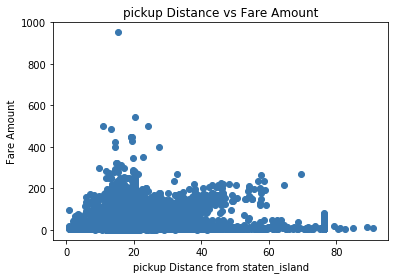 pickup Distance vs Fare Amount
1000
800
600
400
200
0
Fare Amount
0 20 40 60 80
pickup Distance from staten_island